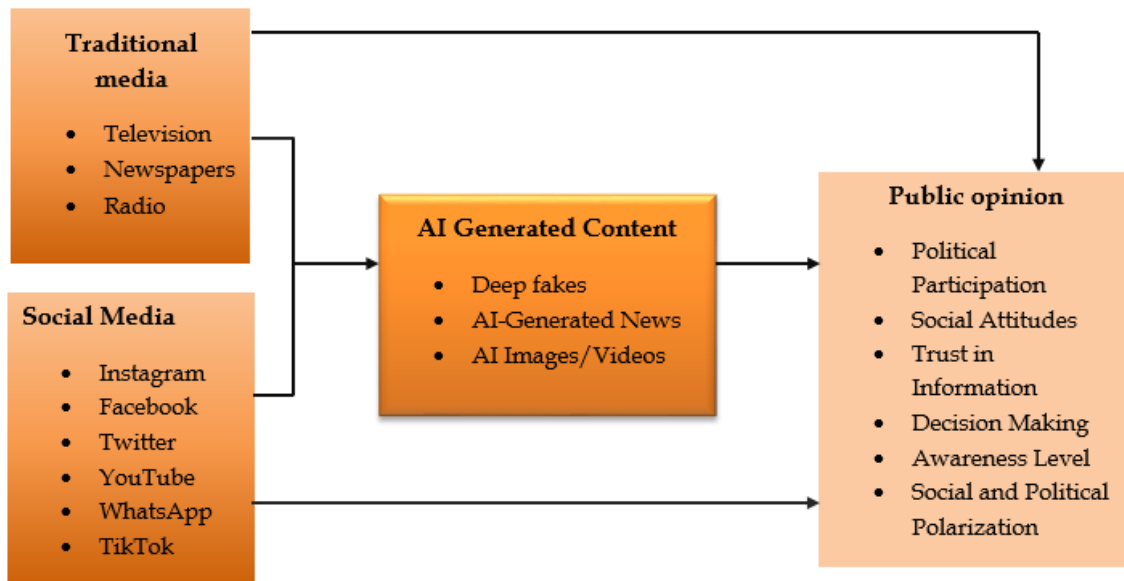 Traditional
media
• Television
• Newspapers
• Radio
Social Media
• Instagram
• Facebook
• Twitter
• YouTube
• WhatsApp
• TikTok
AI Generated Content
• Deep fakes
• AI-Generated News
• AI Images/Videos
Public opinion
• Political
Participation
• Social Attitudes
• Trust in
Information
• Decision Making
• Awareness Level
• Social and Political
Polarization